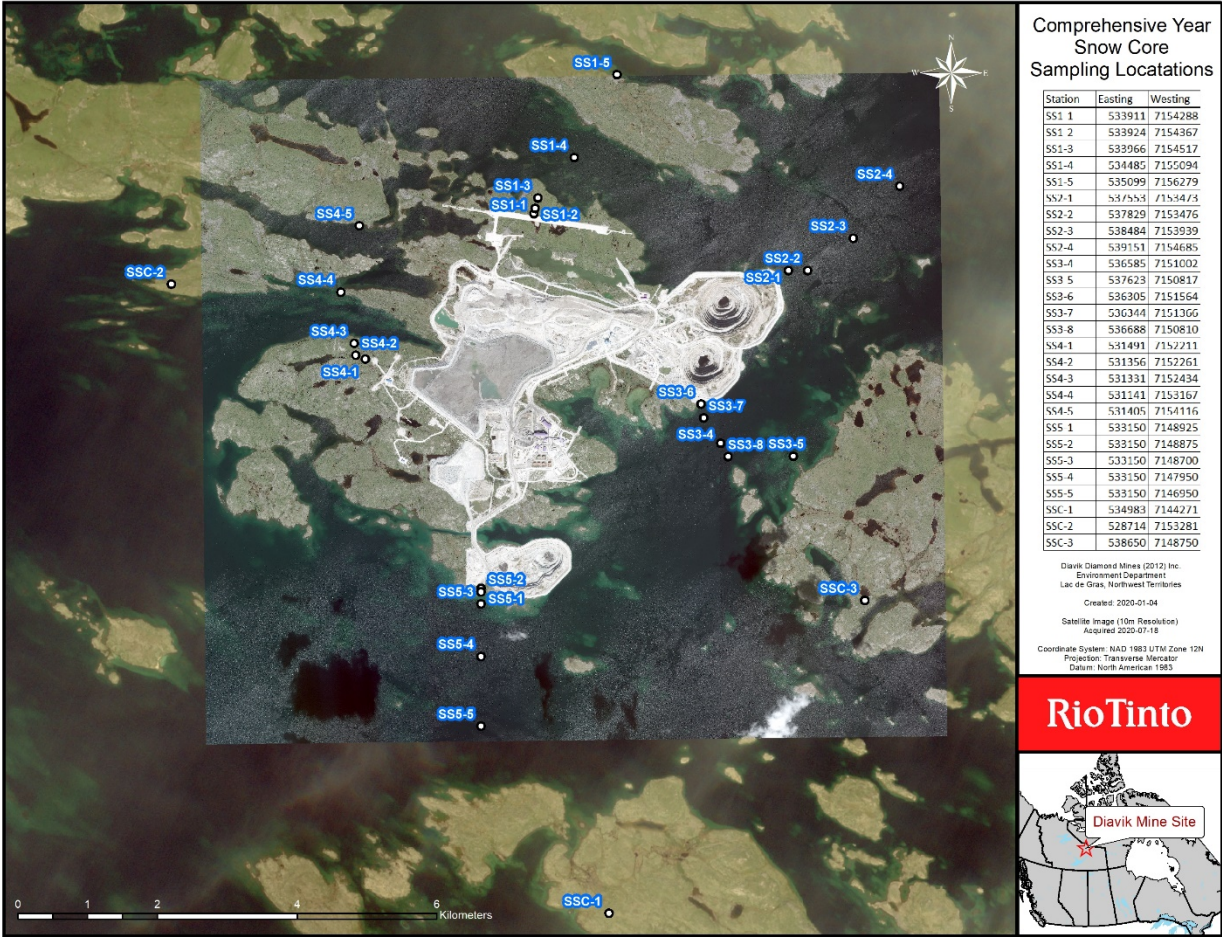 SS1-5
SS1-4
SS1-3
SS1-1
SS1-2
SS2-4
SS4-5
SS2-3
SSC-2
SS2-2
SS2-1
SS4-4
SS4-3
SS4-2
SS4-1
SS3-6
SS3-7
SS3-4
SS3-8
SS3-5
SS5-2
SS5-3
SS5-1
SSC-3
SS5-4
SS5-5
SSC-1
0 1 2 4 6
Kilometers
N
W E
S
Comprehensive Year
Snow Core
Sampling Locatations
Station Easting Westing
SS1 1 533911 7154288
SS1 2 533924 7154367
SS1-3 533966 7154517
SS1-4 534485 7155094
SS1-5 535099 7156279
SS2-1 537553 7153473
SS2-2 537829 7153476
SS2-3 538484 7153939
SS2-4 539151 7154685
SS3-4 536585 7151002
SS3 5 537623 7150817
SS3-6 536305 7151564
SS3-7 536344 7151366
SS3-8 536688 7150810
SS4-1 531491 7152211
SS4-2 531356 7152261
SS4-3 531331 7152434
SS4-4 531141 7153167
SS4-5 531405 7154116
SS5 1 533150 7148925
SS5-2 533150 7148875
SS5-3 533150 7148700
SS5-4 533150 7147950
SS5-5 533150 7146950
SSC-1 534983 7144271
SSC-2 528714 7153281
SSC-3 538650 7148750
Diavik Diamond Mines (2012) Inc.
Environment Department
Lac de Gras, Northwest Territories
Created: 2020-01-04
Satellite Image (10m Resolution)
Acquired 2020-07-18
Coordinate System: NAD 1983 UTM Zone 12N
Projection: Transverse Mercator
Datum: North American 1983
RioTinto
Diavik Mine Site